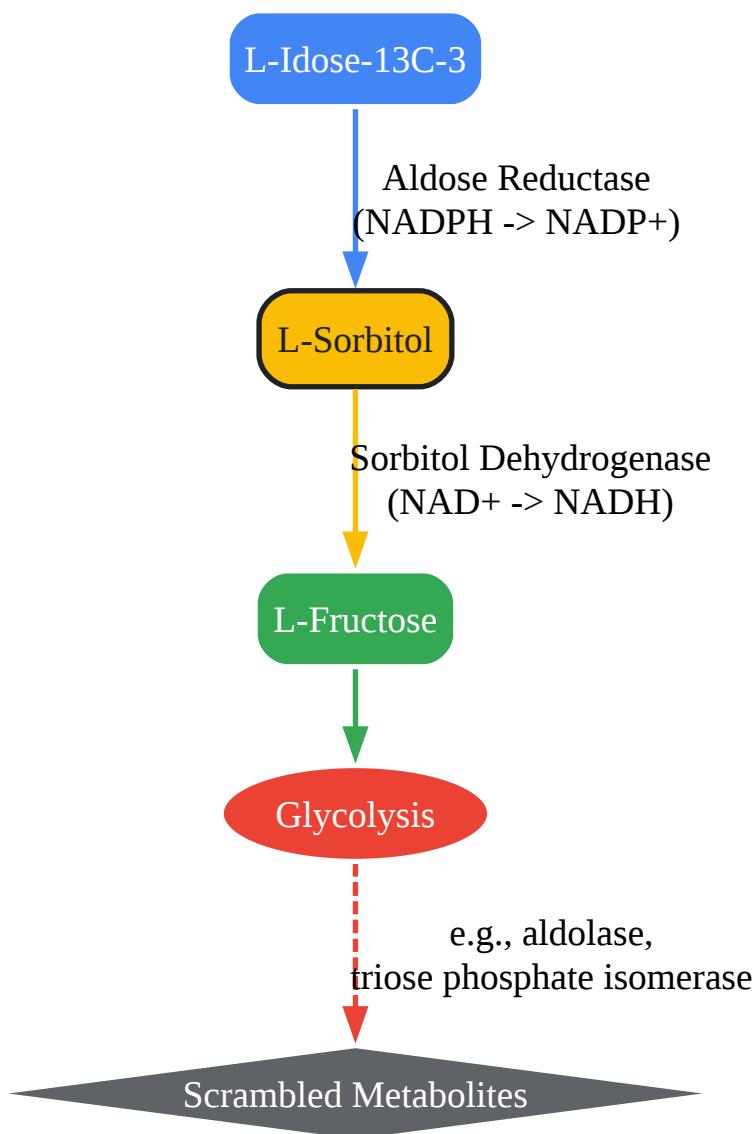 L-Idose-13C-3
Aldose Reductase
(NADPH -> NADP+)
L-Sorbitol
Sorbitol Dehydrogenase
(NAD+ -> NADH)
L-Fructose
Glycolysis
e.g., aldolase,
triose phosphate isomerase
Scrambled Metabolites